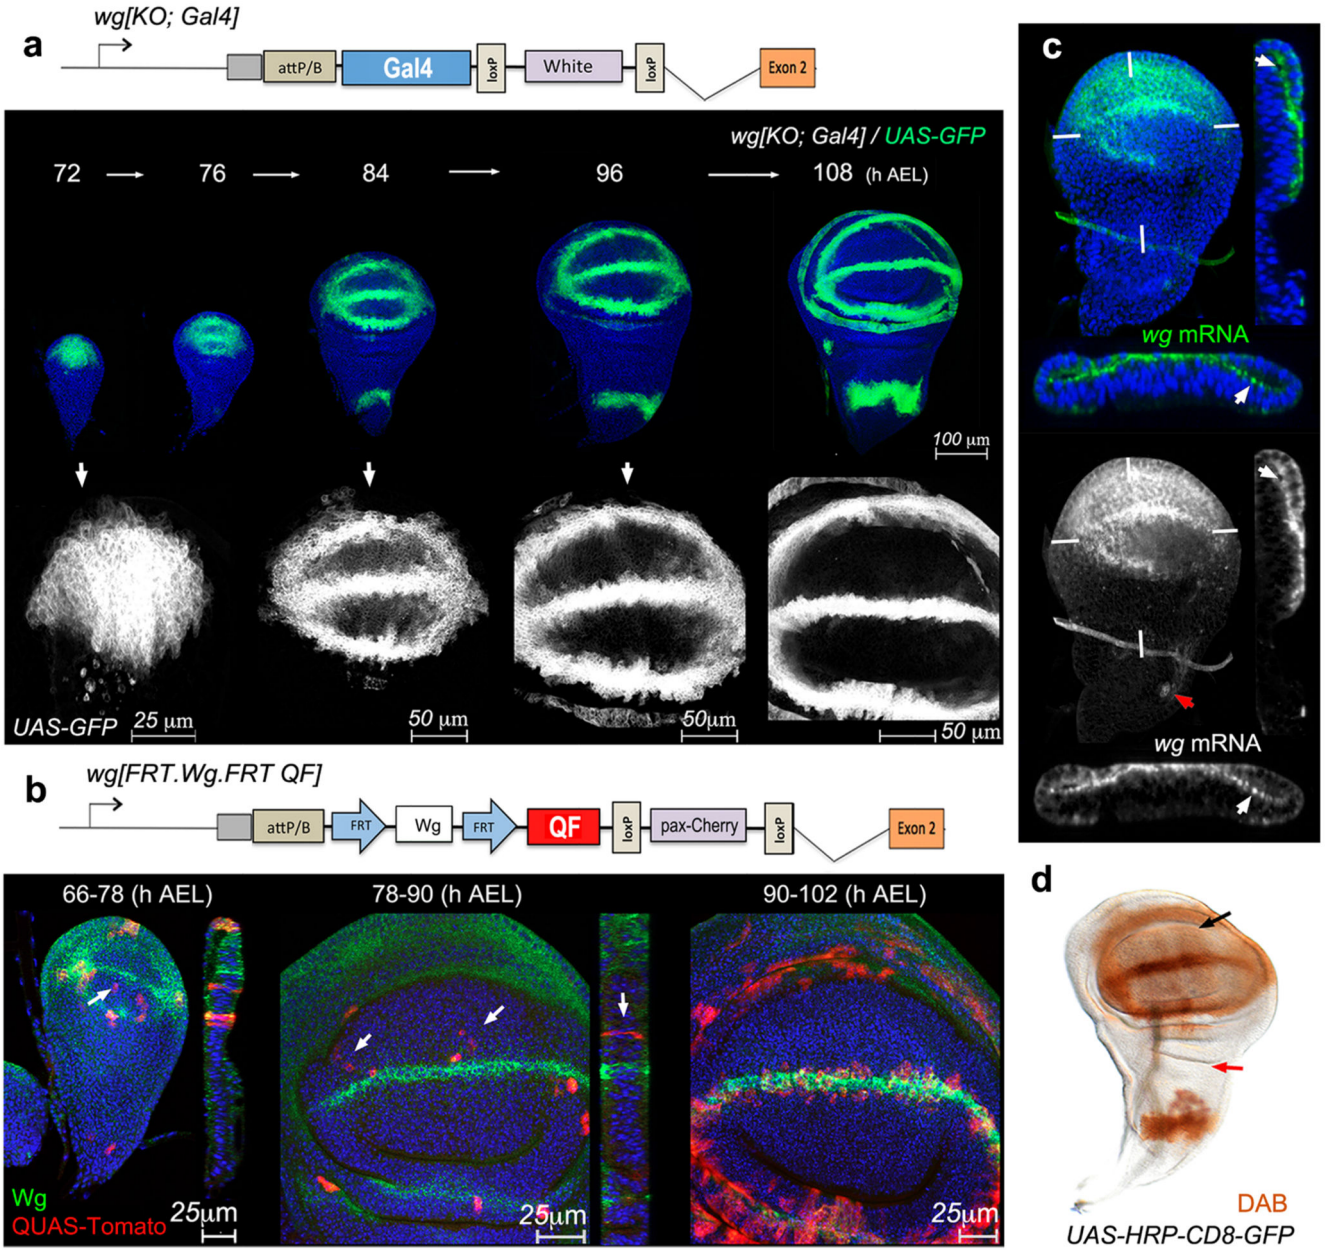 a
wg[KO; Gal4]
attP/B Gal4 loxP White loxP Exon 2
wg[KO; Gal4] / UAS-GFP
72 76 84 96 108 (h AEL)
100 µm
UAS-GFP 25 µm 50 µm 50µm 50 µm
b
wg[FRT.Wg.FRT QF]
attP/B FRT Wg FRT QF loxP pax-Cherry loxP Exon 2
66-78 (h AEL) 78-90 (h AEL) 90-102 (h AEL)
Wg
QUAS-Tomato 25µm 25µm 25µm
c
wg mRNA
wg mRNA
d
DAB
UAS-HRP-CD8-GFP